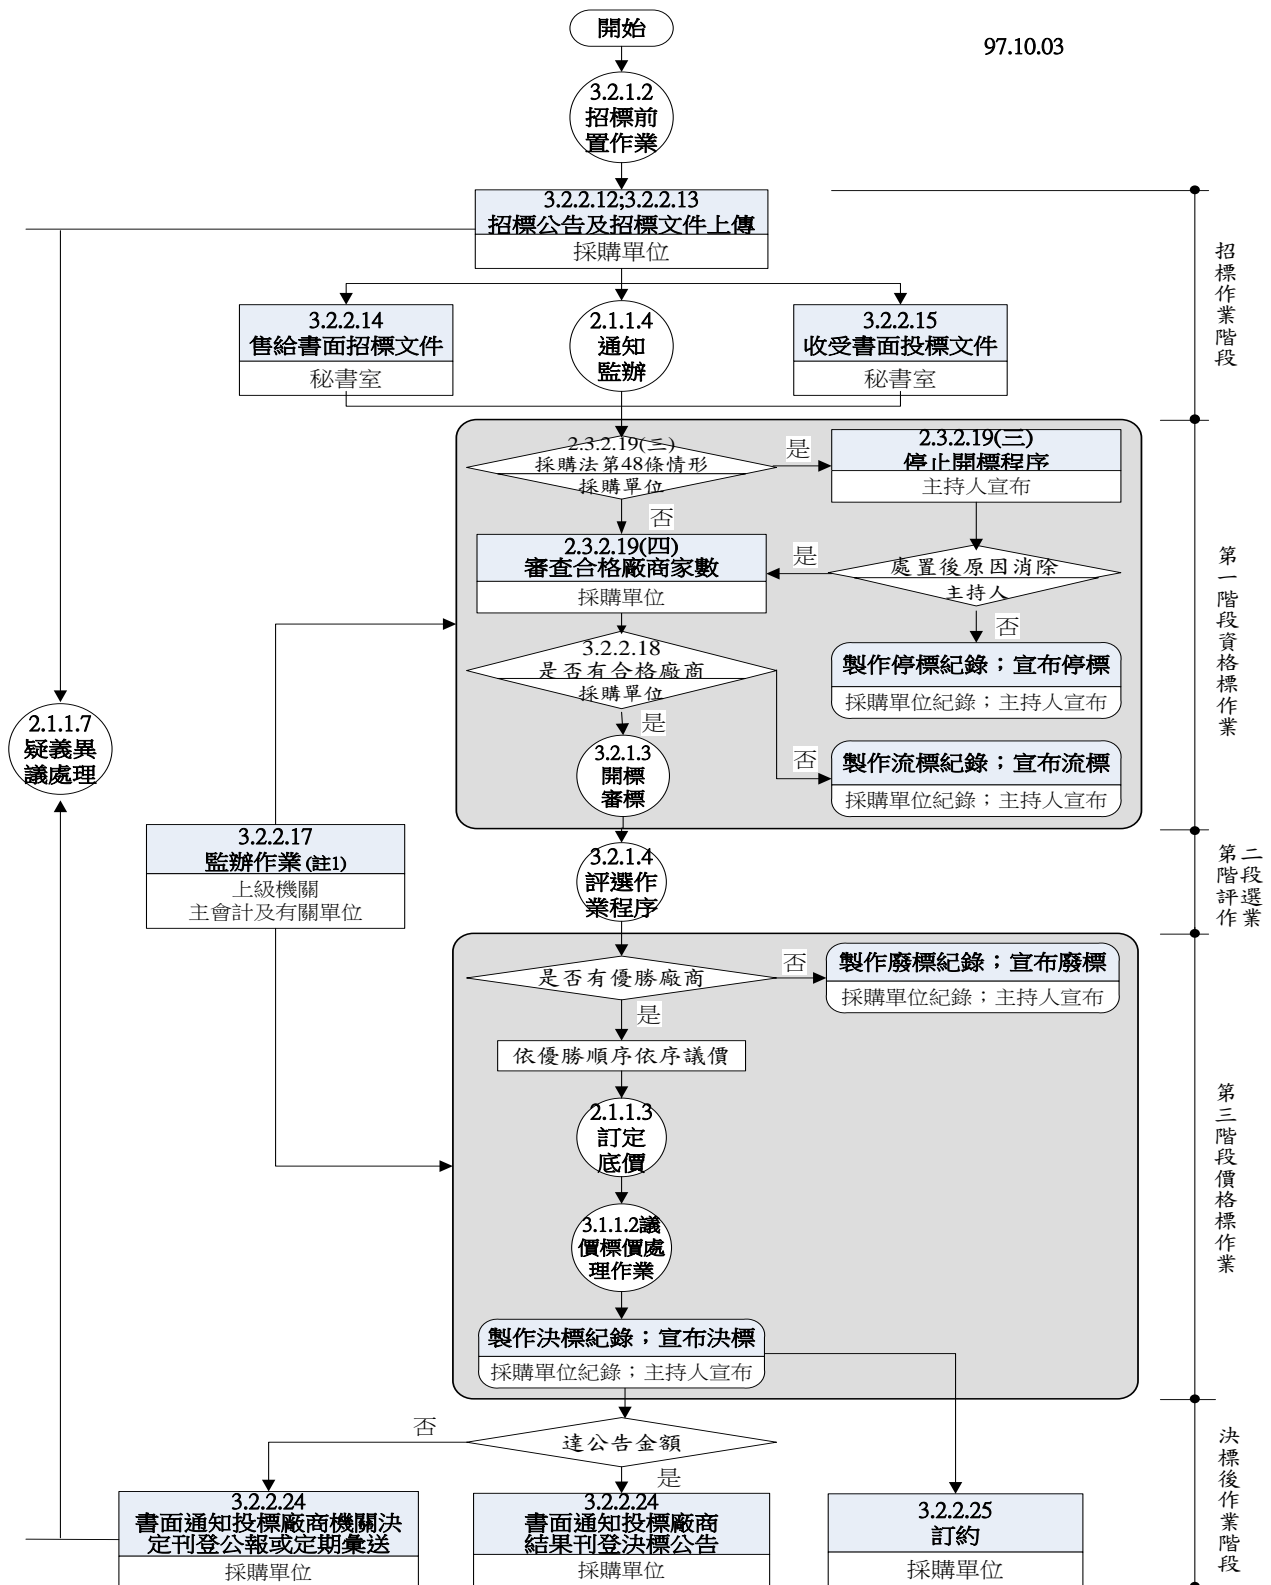 開始
97.10.03
3.2.1.2
招標前
置作業
3.2.2.12;3.2.2.13
招標公告及招標文件上傳
採購單位
3.2.2.14
售給書面招標文件
秘書室
2.1.1.4
通知
監辦
3.2.2.15
收受書面投標文件
秘書室
招標作業階段
2.3.2.19(三)
採購法第48條情形
採購單位
是
2.3.2.19(三)
停止開標程序
主持人宣布
否
2.3.2.19(四)
審查合格廠商家數
採購單位
是
處置後原因消除
主持人
否
3.2.2.18
是否有合格廠商
採購單位
製作停標紀錄；宣布停標
採購單位紀錄；主持人宣布
是
否
3.2.1.3
開標
審標
製作流標紀錄；宣布流標
採購單位紀錄；主持人宣布
第一階段資格標作業
2.1.1.7
疑義異
議處理
3.2.2.17
監辦作業(註1)
上級機關
主會計及有關單位
3.2.1.4
評選作
業程序
第二
階段
評選
作業
是否有優勝廠商
否
製作廢標紀錄；宣布廢標
採購單位紀錄；主持人宣布
是
依優勝順序依序議價
2.1.1.3
訂定
底價
3.1.1.2議
價標價處
理作業
製作決標紀錄；宣布決標
採購單位紀錄；主持人宣布
第三階段價格標作業
否
達公告金額
是
3.2.2.24
書面通知投標廠商機關決
定刊登公報或定期彙送
採購單位
3.2.2.24
書面通知投標廠商
結果刊登決標公告
採購單位
3.2.2.25
訂約
採購單位
決標後作業階段